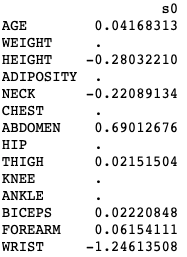 s0
AGE 0.04168313
WEIGHT .
HEIGHT -0.28032210
ADIPOSITY .
NECK -0.22089134
CHEST .
ABDOMEN 0.69012676
HIP .
THIGH 0.02151504
KNEE .
ANKLE .
BICEPS 0.02220848
FOREARM 0.06154111
WRIST -1.24613508